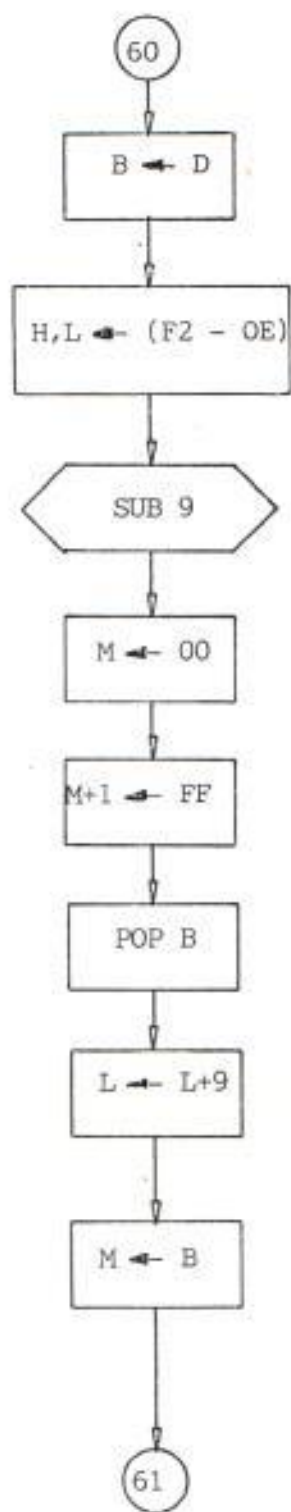 60
B ← D
H,L ← (F2 - OE)
SUB 9
M ← 00
M+1 ← FF
POP B
L ← L+9
M ← B
61